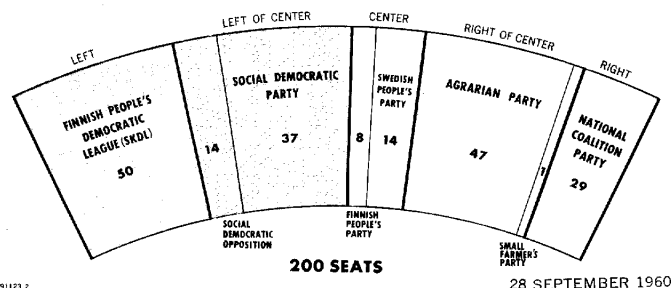 LEFT
LEFT OF CENTER
CENTER
RIGHT OF CENTER
RIGHT
FINNISH PEOPLE'S
DEMOCRATIC
LEAGUE (SKDL)
50
14
SOCIAL DEMOCRATIC
PARTY
37
8
SWEDISH
PEOPLE'S
PARTY
14
AGRARIAN PARTY
47
1
NATIONAL
COALITION
PARTY
29
SOCIAL
DEMOCRATIC
OPPOSITION
FINNISH
PEOPLE'S
PARTY
SMALL
FARMER'S
PARTY
200 SEATS
91123 2
28 SEPTEMBER 1960